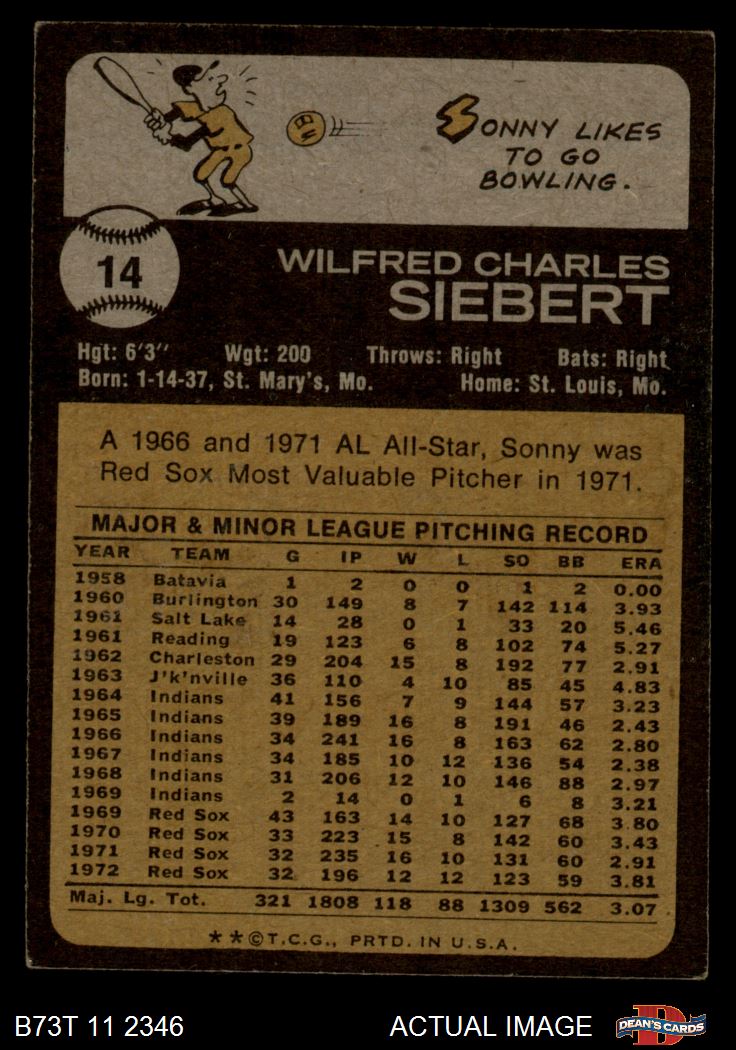 SONNY LIKES
TO GO
BOWLING.
14
WILFRED CHARLES
SIEBERT
Hgt: 6'3" Wgt: 200 Throws: Right Bats: Right
Born: 1-14-37, St. Mary's, Mo. Home: St. Louis, Mo.
A 1966 and 1971 AL All-Star, Sonny was
Red Sox Most Valuable Pitcher in 1971.
MAJOR & MINOR LEAGUE PITCHING RECORD
YEAR TEAM G IP W L SO BB ERA
1958 Batavia 1 2 0 0 1 2 0.00
1960 Burlington 30 149 8 7 142 114 3.93
1961 Salt Lake 14 28 0 1 33 20 5.46
1961 Reading 19 123 6 8 102 74 5.27
1962 Charleston 29 204 15 8 192 77 2.91
1963 J'k'nville 36 110 4 10 85 45 4.83
1964 Indians 41 156 7 9 144 57 3.23
1965 Indians 39 189 16 8 191 46 2.43
1966 Indians 34 241 16 8 163 62 2.80
1967 Indians 34 185 10 12 136 54 2.38
1968 Indians 31 206 12 10 146 88 2.97
1969 Indians 2 14 0 1 6 8 3.21
1969 Red Sox 43 163 14 10 127 68 3.80
1970 Red Sox 33 223 15 8 142 60 3.43
1971 Red Sox 32 235 16 10 131 60 2.91
1972 Red Sox 32 196 12 12 123 59 3.81
Maj. Lg. Tot. 321 1808 118 88 1309 562 3.07
**©T.C.G., PRTD. IN U.S.A.
B73T 11 2346 ACTUAL IMAGE D DEAN'S CARDS